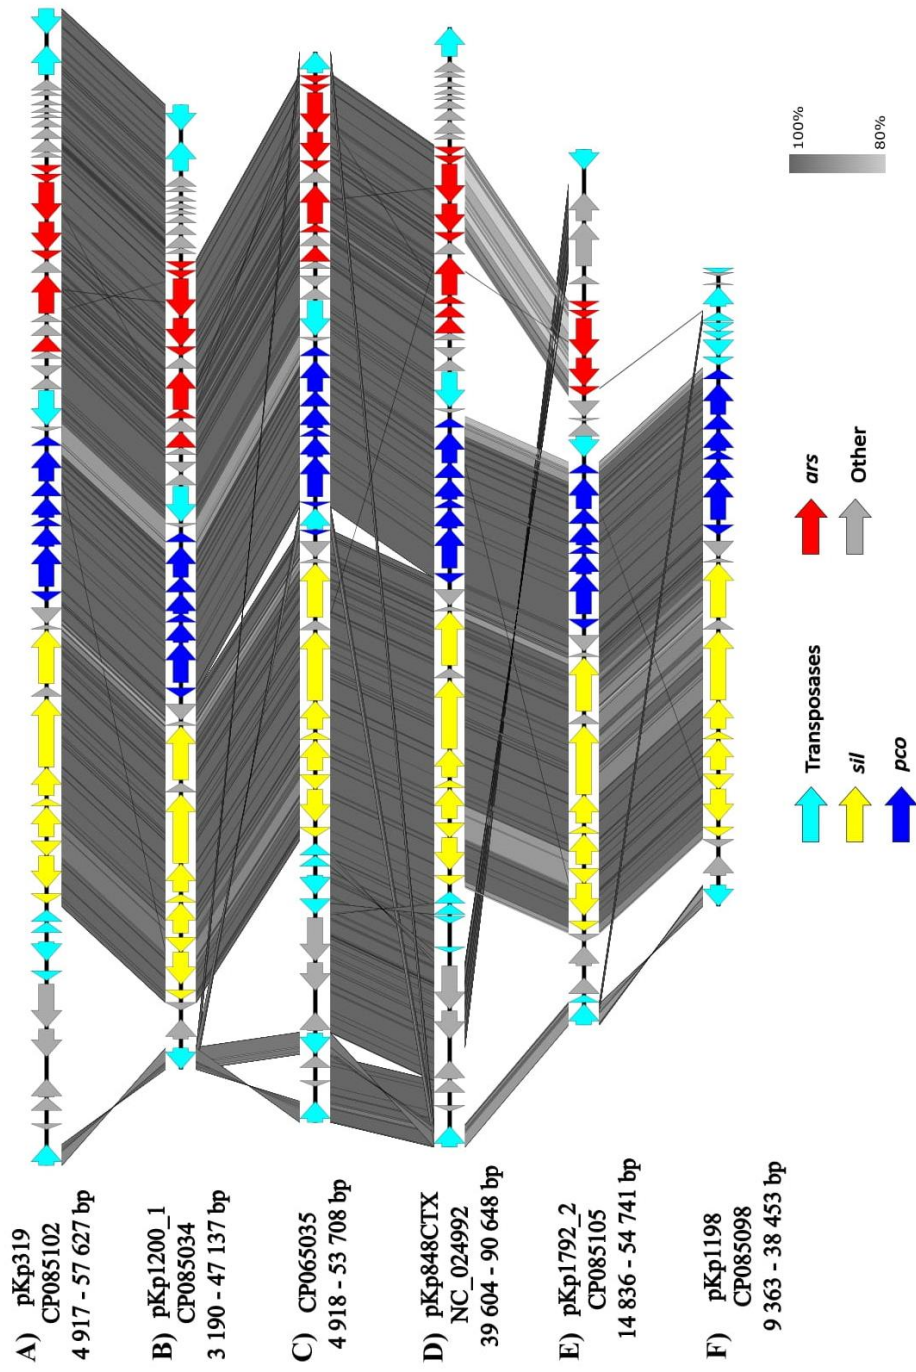 A) pKp319
CP085102
4 917 - 57 627 bp
B) pKp1200_1
CP085034
3 190 - 47 137 bp
C) CP065035
4 918 - 53 708 bp
D) pKp848CTX
NC_024992
39 604 - 90 648 bp
E) pKp1792_2
CP085105
14 836 - 54 741 bp
F) pKp1198
CP085098
9 363 - 38 453 bp
Transposases
sil
pco
ars
Other
100%
80%